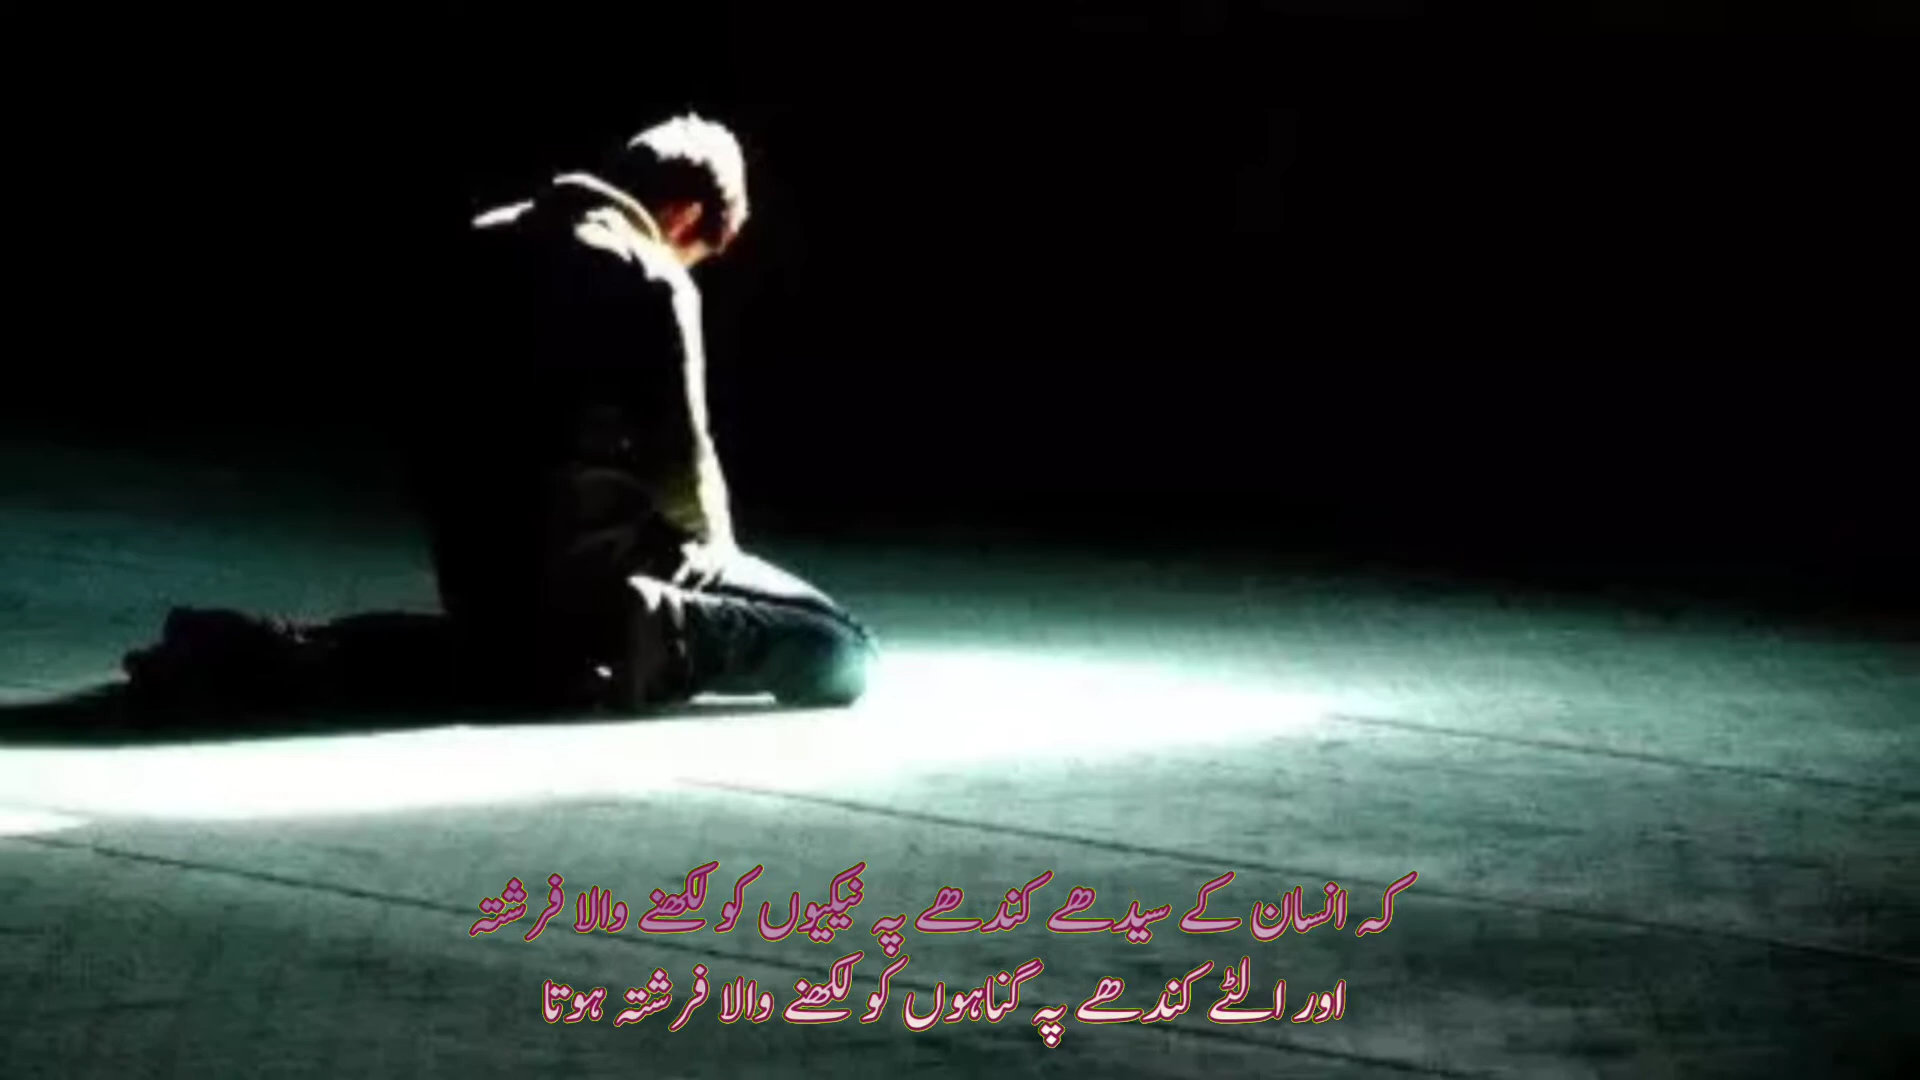 کہ انسان کے سیدھے کندھے پہ نیکیوں کو لکھنے والا فرشتہ
اور الٹے کندھے پہ گناہوں کو لکھنے والا فرشتہ ہوتا